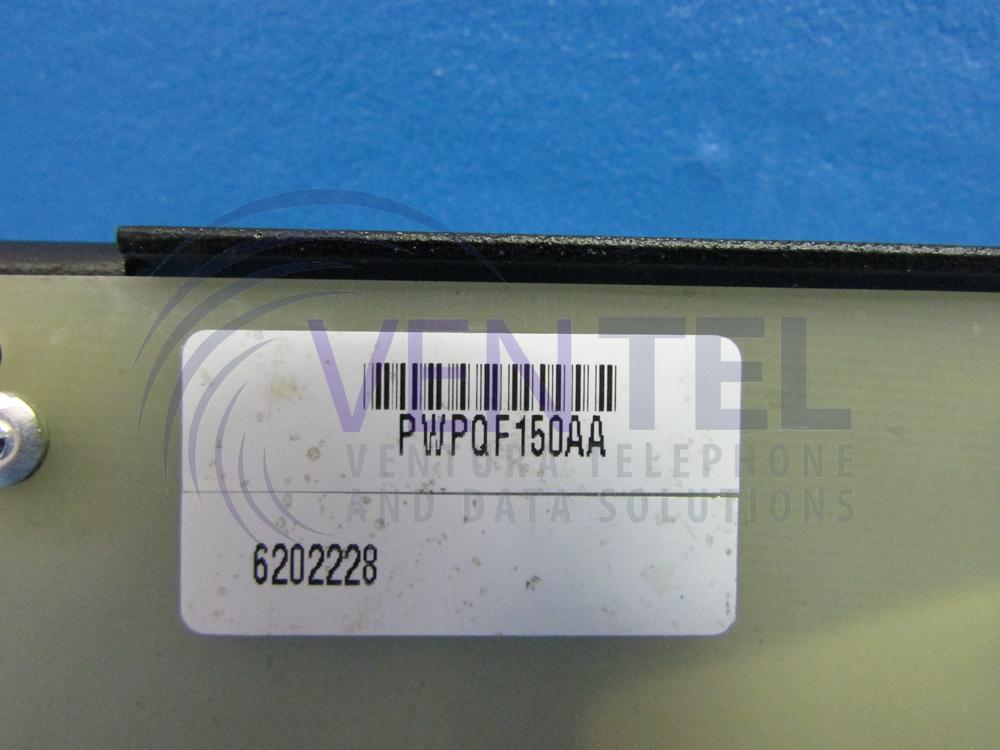 VENTEL
PWPQF150AA
VENTURA TELEPHONE
AND DATA SOLUTIONS
6202228